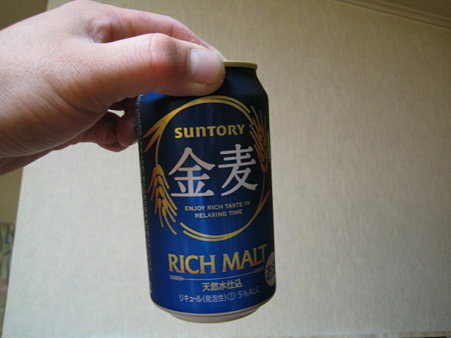 SUNTORY
金麦
ENJOY RICH TASTE IN
RELAXING TIME
RICH MALT
天然水仕込
リキュール(発泡性)① 5%ALC